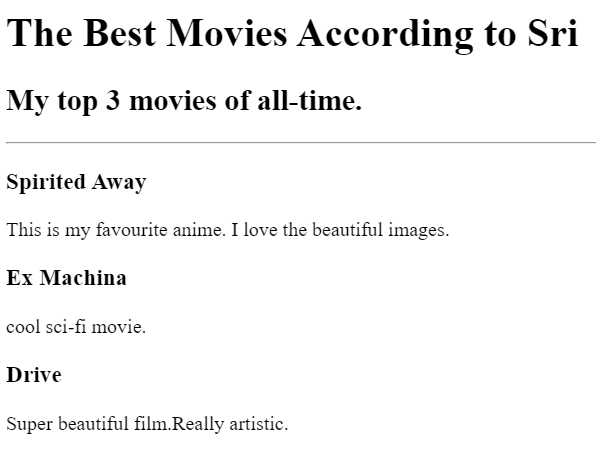 The Best Movies According to Sri
My top 3 movies of all-time.
Spirited Away
This is my favourite anime. I love the beautiful images.
Ex Machina
cool sci-fi movie.
Drive
Super beautiful film.Really artistic.